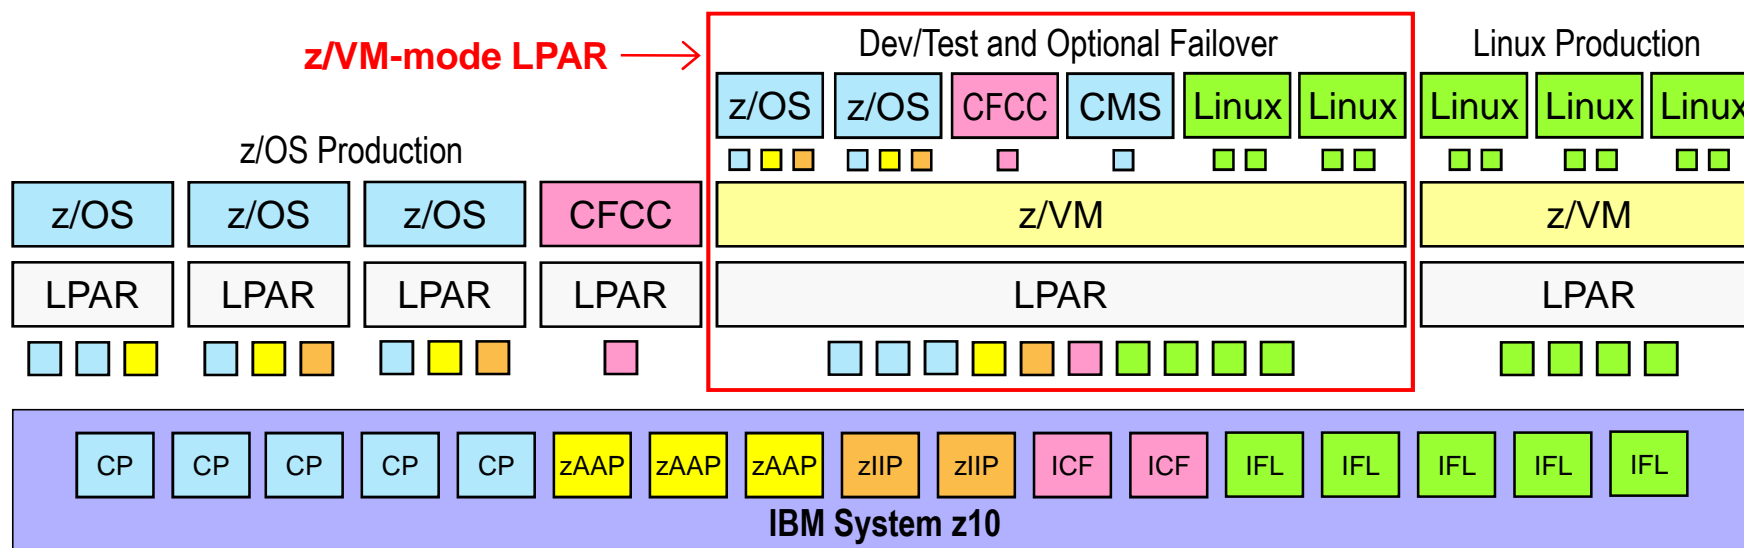 z/VM-mode LPAR
Dev/Test and Optional Failover
Linux Production
z/OS z/OS CFCC CMS Linux Linux Linux Linux Linux
z/OS Production
z/OS z/OS z/OS CFCC z/VM z/VM
LPAR LPAR LPAR LPAR LPAR LPAR
CP CP CP CP CP zAAP zAAP zAAP zIIP zIIP ICF ICF IFL IFL IFL IFL IFL
IBM System z10